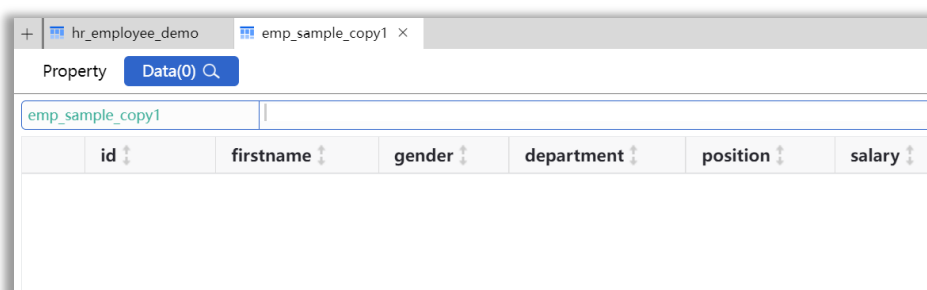 + hr_employee_demo emp_sample_copy1 ×
Property Data(0)
emp_sample_copy1
id firstname gender department position salary